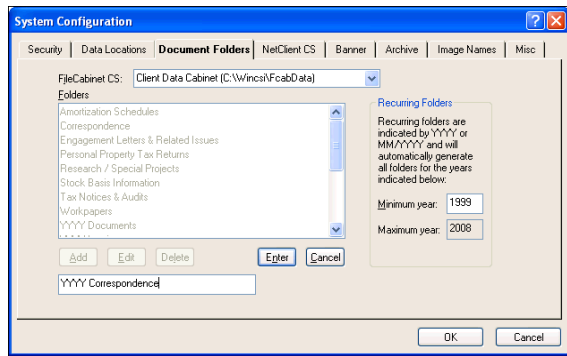 System Configuration
Security Data Locations Document Folders NetClient CS Banner Archive Image Names Misc
FileCabinet CS: Client Data Cabinet (C:\Wincsi\FcabData)
Folders
Amortization Schedules
Correspondence
Engagement Letters & Related Issues
Personal Property Tax Returns
Research / Special Projects
Stock Basis Information
Tax Notices & Audits
Workpapers
YYYY Documents
Add Edit Delete Enter Cancel
YYYY Correspondence
Recurring Folders
Recurring folders are
indicated by YYYY or
MM/YYYY and will
automatically generate
all folders for the years
indicated below:
Minimum year: 1999
Maximum year: 2008
OK Cancel